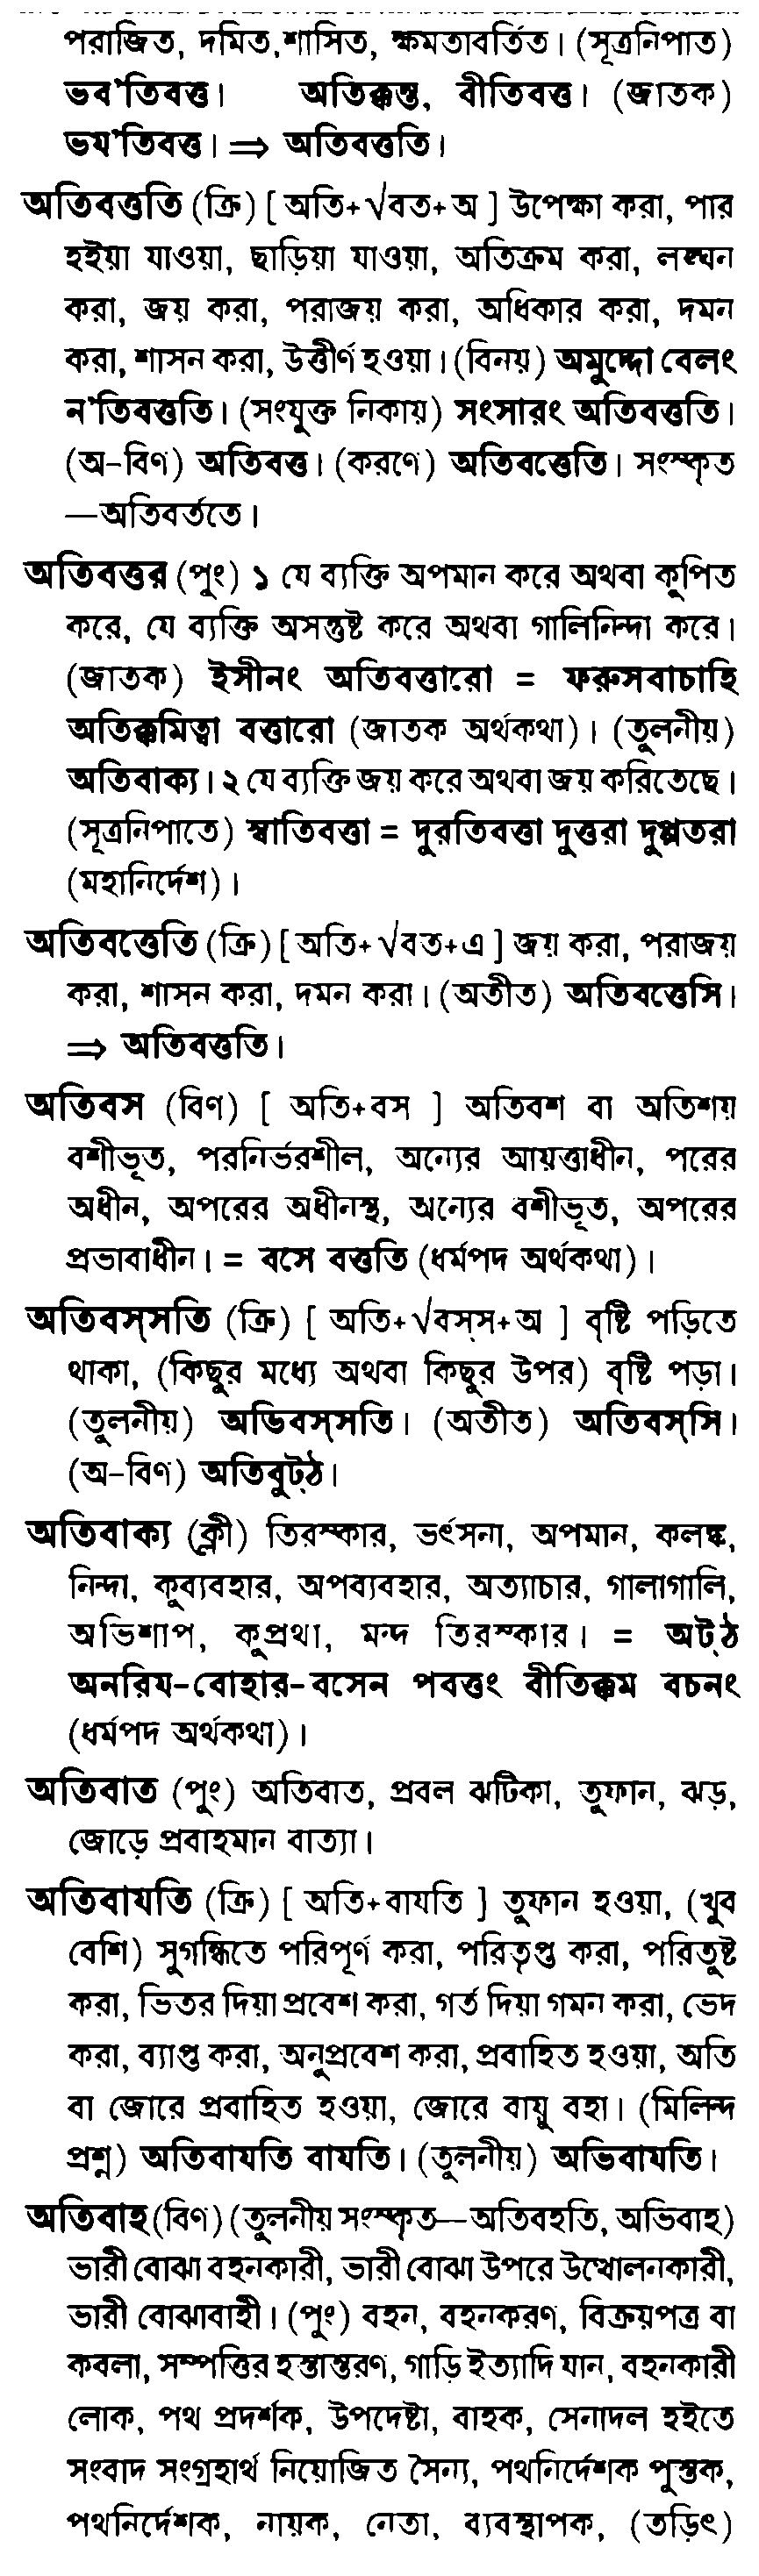 পরাজিত, দমিত, শাসিত, ক্ষমতাবর্তিত। (সূত্রনিপাত)
ভব'তিবত্ত। অতিক্কন্ত, বীতিবত্ত। (জাতক)
ভয'তিবত্ত। ⇒ অতিবত্ততি।
অতিবত্ততি (ক্রি) [ অতি+√বত+অ ] উপেক্ষা করা, পার
হইয়া যাওয়া, ছাড়িয়া যাওয়া, অতিক্রম করা, লঙ্ঘন
করা, জয় করা, পরাজয় করা, অধিকার করা, দমন
করা, শাসন করা, উত্তীর্ণ হওয়া। (বিনয়) অমুদ্দো বেলং
ন'তিবত্ততি। (সংযুক্ত নিকায়) সংসারং অতিবত্ততি।
(অ-বিণ) অতিবত্ত। (করণে) অতিবত্তেতি। সংস্কৃত
—অতিবর্ততে।
অতিবত্তর (পুং) ১ যে ব্যক্তি অপমান করে অথবা কুপিত
করে, যে ব্যক্তি অসন্তুষ্ট করে অথবা গালিনিন্দা করে।
(জাতক) ইসীনং অতিবত্তারো = ফরুসবাচাহি
অতিক্কমিত্বা বত্তারো (জাতক অর্থকথা)। (তুলনীয়)
অতিবাক্য। ২ যে ব্যক্তি জয় করে অথবা জয় করিতেছে।
(সূত্রনিপাতে) স্বাতিবত্তা = দুরতিবত্তা দুত্তরা দুপ্পতরা
(মহানির্দেশ)।
অতিবত্তেতি (ক্রি) [ অতি+√বত+এ ] জয় করা, পরাজয়
করা, শাসন করা, দমন করা। (অতীত) অতিবত্তেসি।
⇒ অতিবত্ততি।
অতিবস (বিণ) [ অতি+বস ] অতিবশ বা অতিশয়
বশীভূত, পরনির্ভরশীল, অন্যের আয়ত্তাধীন, পরের
অধীন, অপরের অধীনস্থ, অন্যের বশীভূত, অপরের
প্রভাবাধীন। = বসে বত্ততি (ধর্মপদ অর্থকথা)।
অতিবস্সতি (ক্রি) [ অতি+√বস্স+অ ] বৃষ্টি পড়িতে
থাকা, (কিছুর মধ্যে অথবা কিছুর উপর) বৃষ্টি পড়া।
(তুলনীয়) অভিবস্সতি। (অতীত) অতিবস্সি।
(অ-বিণ) অতিবুট্ঠ।
অতিবাক্য (ক্লী) তিরস্কার, ভর্ৎসনা, অপমান, কলঙ্ক,
নিন্দা, কুব্যবহার, অপব্যবহার, অত্যাচার, গালাগালি,
অভিশাপ, কুপ্রথা, মন্দ তিরস্কার। = অট্ঠ
অনরিয-বোহার-বসেন পবত্তং বীতিক্কম বচনং
(ধর্মপদ অর্থকথা)।
অতিবাত (পুং) অতিবাত, প্রবল ঝটিকা, তুফান, ঝড়,
জোড়ে প্রবাহমান বাত্যা।
অতিবাযতি (ক্রি) [ অতি+বাযতি ] তুফান হওয়া, (খুব
বেশি) সুগন্ধিতে পরিপূর্ণ করা, পরিতৃপ্ত করা, পরিতুষ্ট
করা, ভিতর দিয়া প্রবেশ করা, গর্ত দিয়া গমন করা, ভেদ
করা, ব্যাপ্ত করা, অনুপ্রবেশ করা, প্রবাহিত হওয়া, অতি
বা জোরে প্রবাহিত হওয়া, জোরে বায়ু বহা। (মিলিন্দ
প্রশ্ন) অতিবাযতি বাযতি। (তুলনীয়) অভিবাযতি।
অতিবাহ (বিণ) (তুলনীয় সংস্কৃত—অতিবহতি, অভিবাহ)
ভারী বোঝা বহনকারী, ভারী বোঝা উপরে উত্থোলনকারী,
ভারী বোঝাবাহী। (পুং) বহন, বহনকরণ, বিক্রয়পত্র বা
কবলা, সম্পত্তির হস্তান্তরণ, গাড়ি ইত্যাদি যান, বহনকারী
লোক, পথ প্রদর্শক, উপদেষ্টা, বাহক, সেনাদল হইতে
সংবাদ সংগ্রহার্থ নিয়োজিত সৈন্য, পথনির্দেশক পুস্তক,
পথনির্দেশক, নায়ক, নেতা, ব্যবস্থাপক, (তড়িৎ)